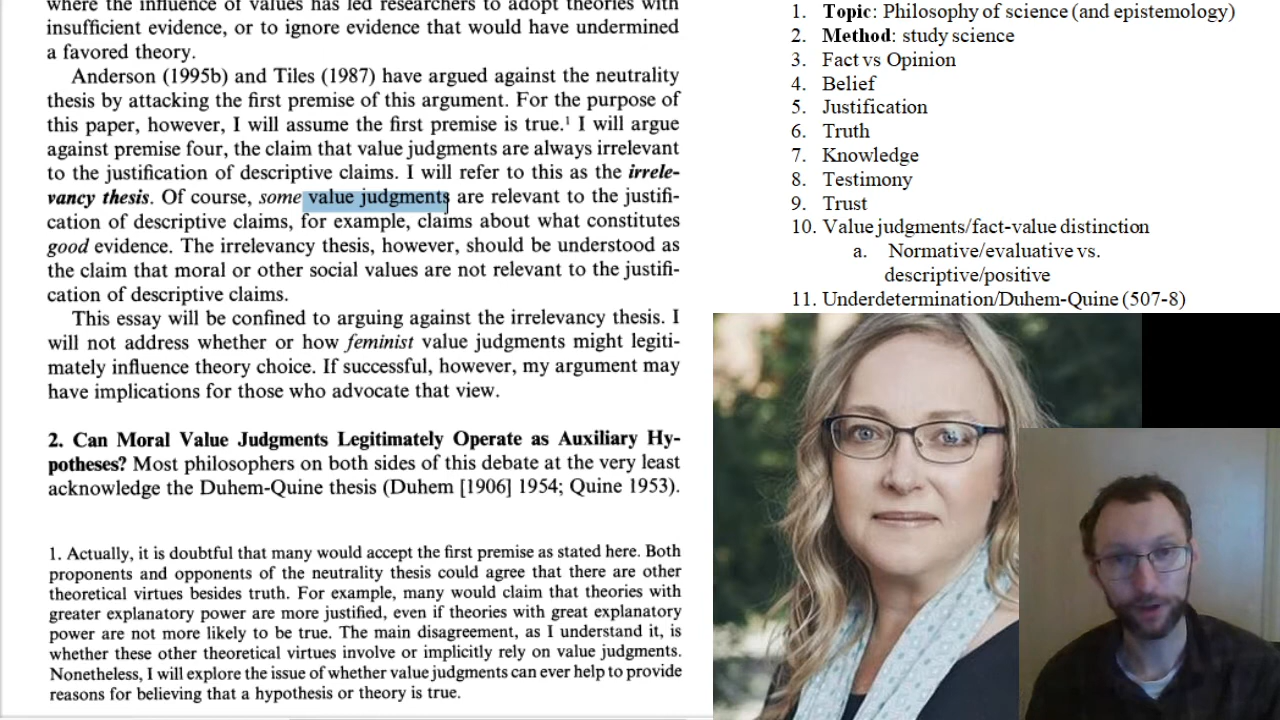 where the influence of values has led researchers to adopt theories with
insufficient evidence, or to ignore evidence that would have undermined
a favored theory.
Anderson (1995b) and Tiles (1987) have argued against the neutrality
thesis by attacking the first premise of this argument. For the purpose of
this paper, however, I will assume the first premise is true.¹ I will argue
against premise four, the claim that value judgments are always irrelevant
to the justification of descriptive claims. I will refer to this as the irrele-
vancy thesis. Of course, some value judgments are relevant to the justifi-
cation of descriptive claims, for example, claims about what constitutes
good evidence. The irrelevancy thesis, however, should be understood as
the claim that moral or other social values are not relevant to the justifi-
cation of descriptive claims.
This essay will be confined to arguing against the irrelevancy thesis. I
will not address whether or how feminist value judgments might legiti-
mately influence theory choice. If successful, however, my argument may
have implications for those who advocate that view.
2. Can Moral Value Judgments Legitimately Operate as Auxiliary Hy-
potheses? Most philosophers on both sides of this debate at the very least
acknowledge the Duhem-Quine thesis (Duhem [1906] 1954; Quine 1953).
1. Actually, it is doubtful that many would accept the first premise as stated here. Both
proponents and opponents of the neutrality thesis could agree that there are other
theoretical virtues besides truth. For example, many would claim that theories with
greater explanatory power are more justified, even if theories with great explanatory
power are not more likely to be true. The main disagreement, as I understand it, is
whether these other theoretical virtues involve or implicitly rely on value judgments.
Nonetheless, I will explore the issue of whether value judgments can ever help to provide
reasons for believing that a hypothesis or theory is true.
1. Topic: Philosophy of science (and epistemology)
2. Method: study science
3. Fact vs Opinion
4. Belief
5. Justification
6. Truth
7. Knowledge
8. Testimony
9. Trust
10. Value judgments/fact-value distinction
a. Normative/evaluative vs.
descriptive/positive
11. Underdetermination/Duhem-Quine (507-8)